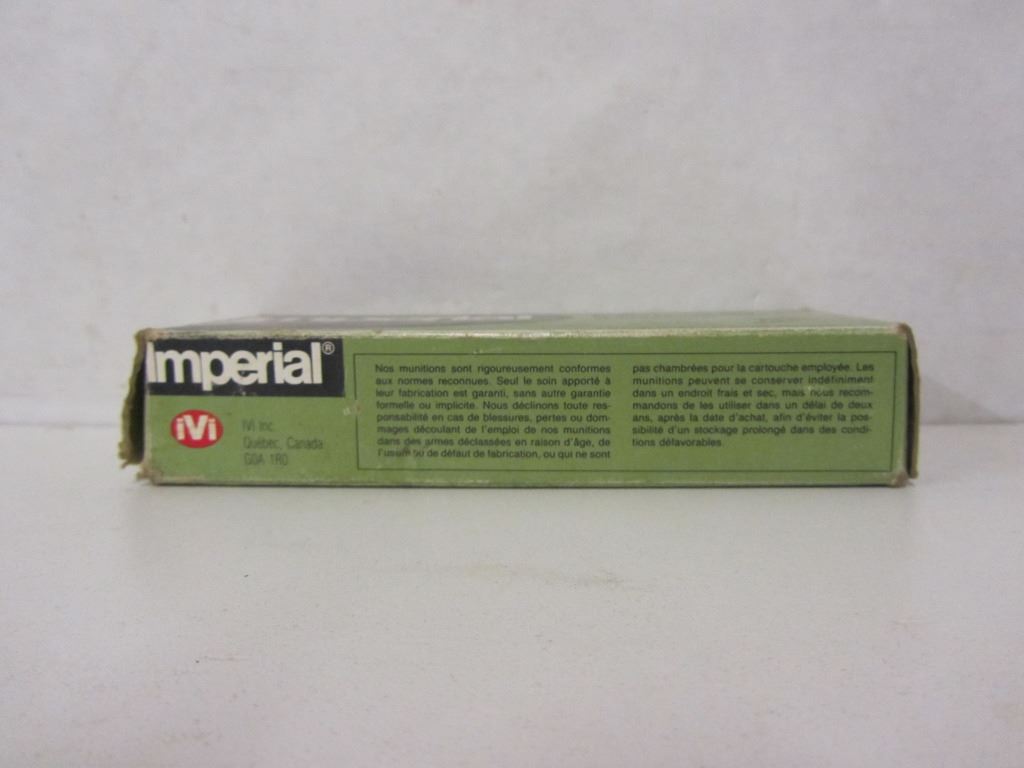 Imperial®
iVi
IVI Inc.
Québec, Canada
G0A 1R0
Nos munitions sont rigoureusement conformes
aux normes reconnues. Seul le soin apporté à
leur fabrication est garanti, sans autre garantie
formelle ou implicite. Nous déclinons toute res-
ponsabilité en cas de blessures, pertes ou dom-
mages découlant de l'emploi de nos munitions
dans des armes déclassées en raison d'âge, de
l'usure ou de défaut de fabrication, ou qui ne sont
pas chambrées pour la cartouche employée. Les
munitions peuvent se conserver indéfiniment
dans un endroit frais et sec, mais nous recom-
mandons de les utiliser dans un délai de deux
ans, après la date d'achat, afin d'éviter la pos-
sibilité d'un stockage prolongé dans des condi-
tions défavorables.